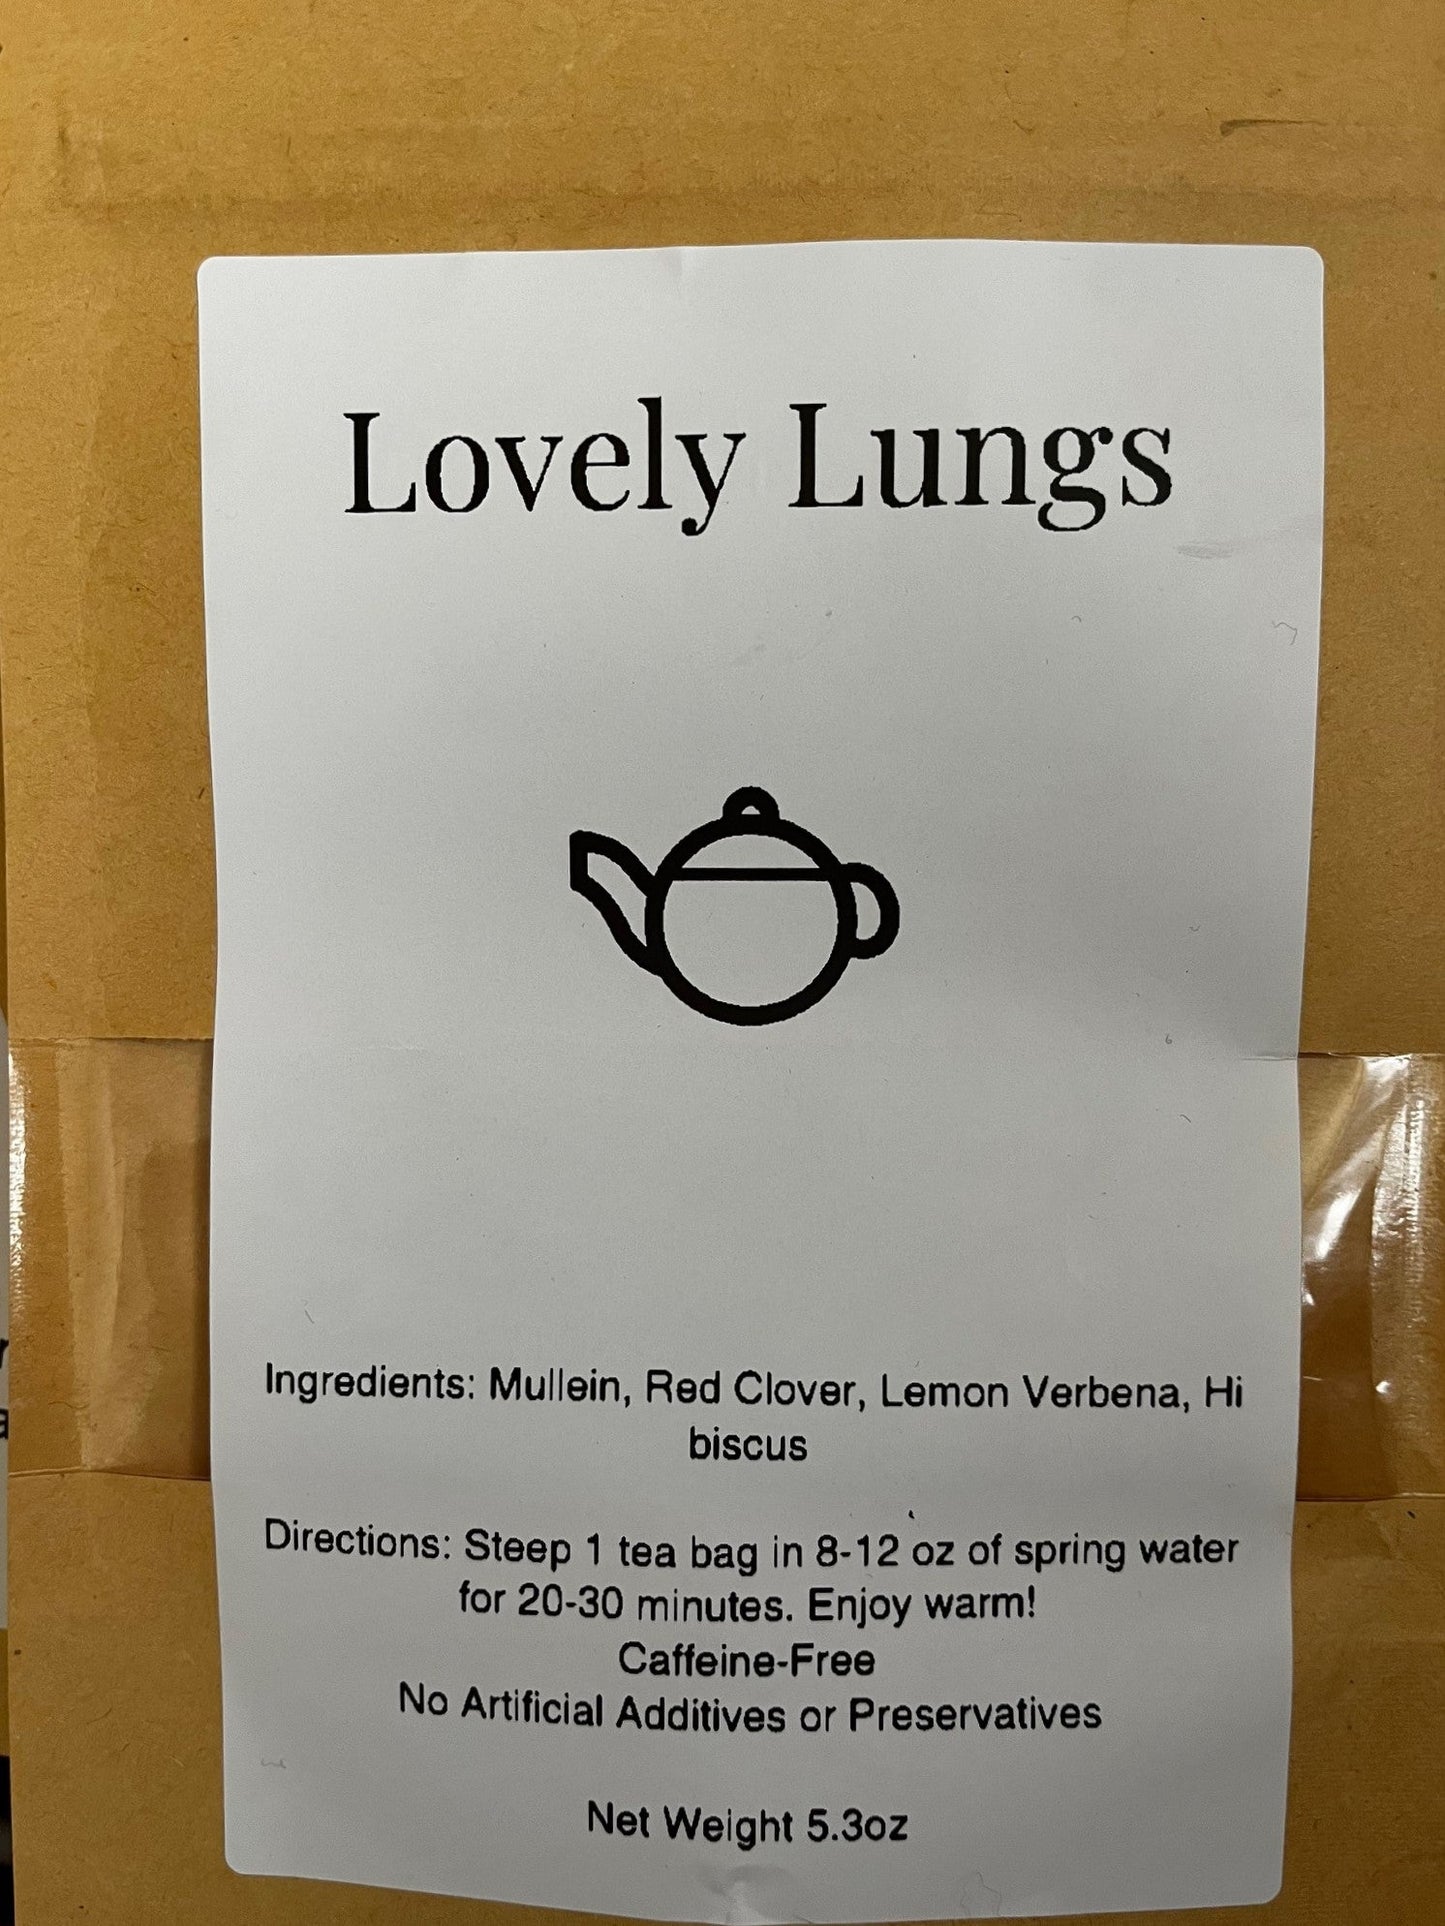 Lovely Lungs
Ingredients: Mullein, Red Clover, Lemon Verbena, Hi
biscus
Directions: Steep 1 tea bag in 8-12 oz of spring water
for 20-30 minutes. Enjoy warm!
Caffeine-Free
No Artificial Additives or Preservatives
Net Weight 5.3oz